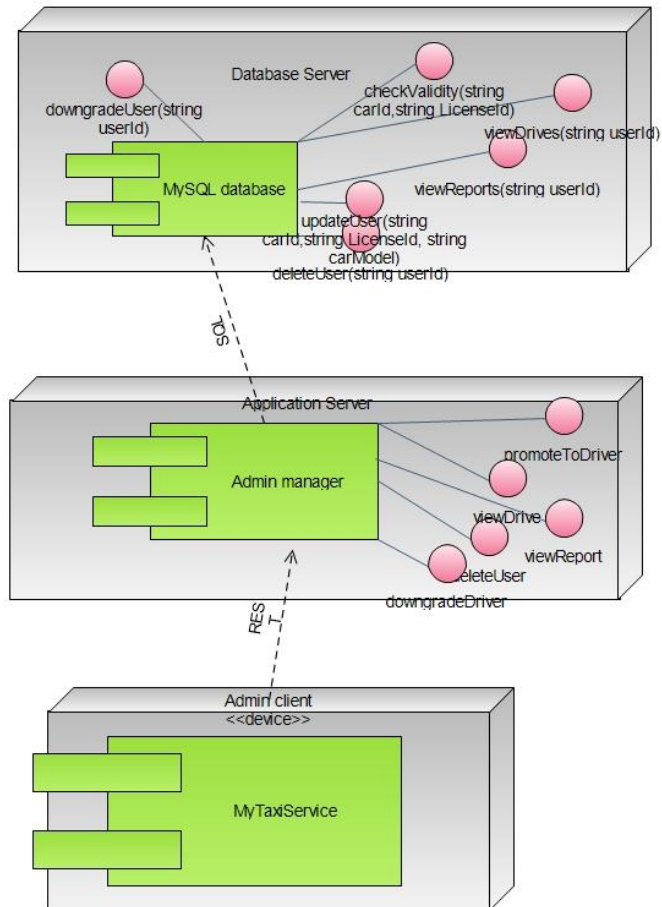 Database Server
downgradeUser(string
userId)
checkValidity(string
carId,string LicenseId)
viewDrives(string userId)
MySQL database
viewReports(string userId)
updateUser(string
carId,string LicenseId, string
carModel)
deleteUser(string userId)
SQL
Application Server
promoteToDriver
Admin manager
viewDrive
viewReport
deleteUser
downgradeDriver
RES
T
Admin client
<<device>>
MyTaxiService